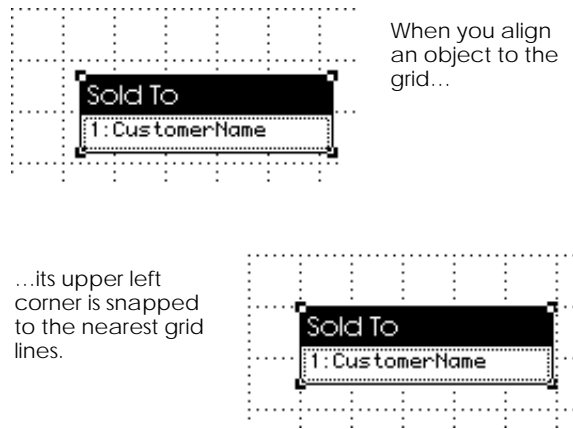 When you align
an object to the
grid...
Sold To
1:CustomerName
...its upper left
corner is snapped
to the nearest grid
lines.
Sold To
1:CustomerName